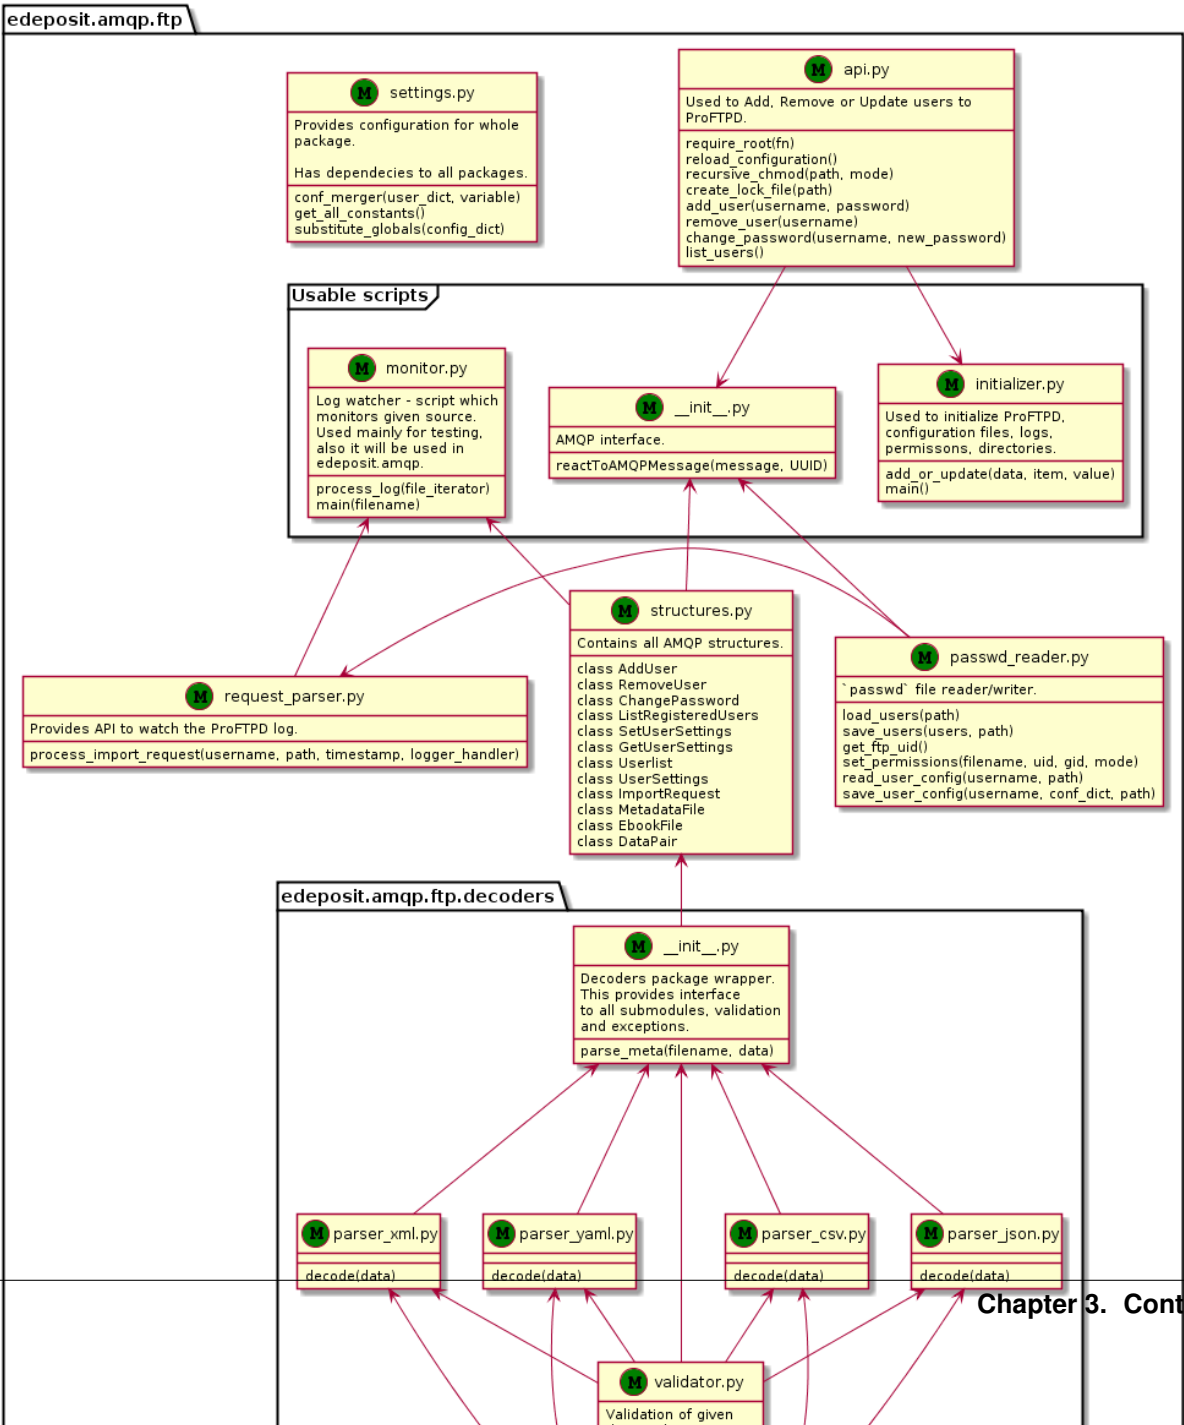 edeposit.amqp.ftp
M settings.py
Provides configuration for whole
package.
Has dependecies to all packages.
conf_merger(user_dict, variable)
get_all_constants()
substitute_globals(config_dict)
M api.py
Used to Add, Remove or Update users to
ProFTPD.
require_root(fn)
reload_configuration()
recursive_chmod(path, mode)
create_lock_file(path)
add_user(username, password)
remove_user(username)
change_password(username, new_password)
list_users()
Usable scripts
M monitor.py
Log watcher - script which
monitors given source.
Used mainly for testing,
also it will be used in
edeposit.amqp.
process_log(file_iterator)
main(filename)
M __init__.py
AMQP interface.
reactToAMQPMessage(message, UUID)
M initializer.py
Used to initialize ProFTPD,
configuration files, logs,
permissons, directories.
add_or_update(data, item, value)
main()
M request_parser.py
Provides API to watch the ProFTPD log.
process_import_request(username, path, timestamp, logger_handler)
M structures.py
Contains all AMQP structures.
class AddUser
class RemoveUser
class ChangePassword
class ListRegisteredUsers
class SetUserSettings
class GetUserSettings
class Userlist
class UserSettings
class ImportRequest
class MetadataFile
class EbookFile
class DataPair
M passwd_reader.py
`passwd` file reader/writer.
load_users(path)
save_users(users, path)
get_ftp_uid()
set_permissions(filename, uid, gid, mode)
read_user_config(username, path)
save_user_config(username, conf_dict, path)
edeposit.amqp.ftp.decoders
M __init__.py
Decoders package wrapper.
This provides interface
to all submodules, validation
and exceptions.
parse_meta(filename, data)
M parser_xml.py
decode(data)
M parser_yaml.py
decode(data)
M parser_csv.py
decode(data)
M parser_json.py
decode(data)
Chapter 3. Cont
M validator.py
Validation of given